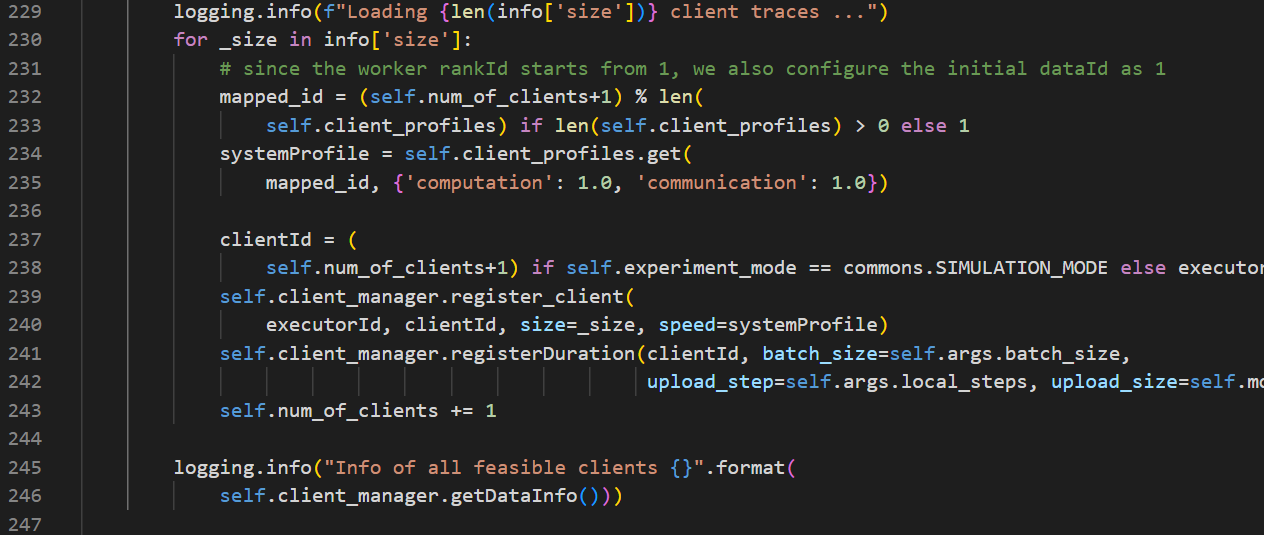 229 logging.info(f"Loading {len(info['size'])} client traces ...")
230 for _size in info['size']:
231 # since the worker rankId starts from 1, we also configure the initial dataId as 1
232 mapped_id = (self.num_of_clients+1) % len(
233 self.client_profiles) if len(self.client_profiles) > 0 else 1
234 systemProfile = self.client_profiles.get(
235 mapped_id, {'computation': 1.0, 'communication': 1.0})
236
237 clientId = (
238 self.num_of_clients+1) if self.experiment_mode == commons.SIMULATION_MODE else executor
239 self.client_manager.register_client(
240 executorId, clientId, size=_size, speed=systemProfile)
241 self.client_manager.registerDuration(clientId, batch_size=self.args.batch_size,
242 upload_step=self.args.local_steps, upload_size=self.mo
243 self.num_of_clients += 1
244
245 logging.info("Info of all feasible clients {}".format(
246 self.client_manager.getDataInfo()))
247